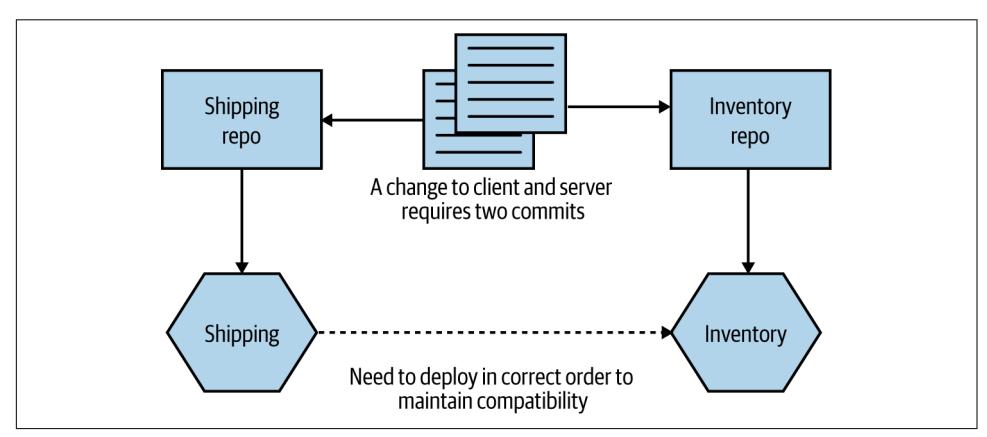 Shipping
repo
Inventory
repo
A change to client and server
requires two commits
Shipping
Inventory
Need to deploy in correct order to
maintain compatibility